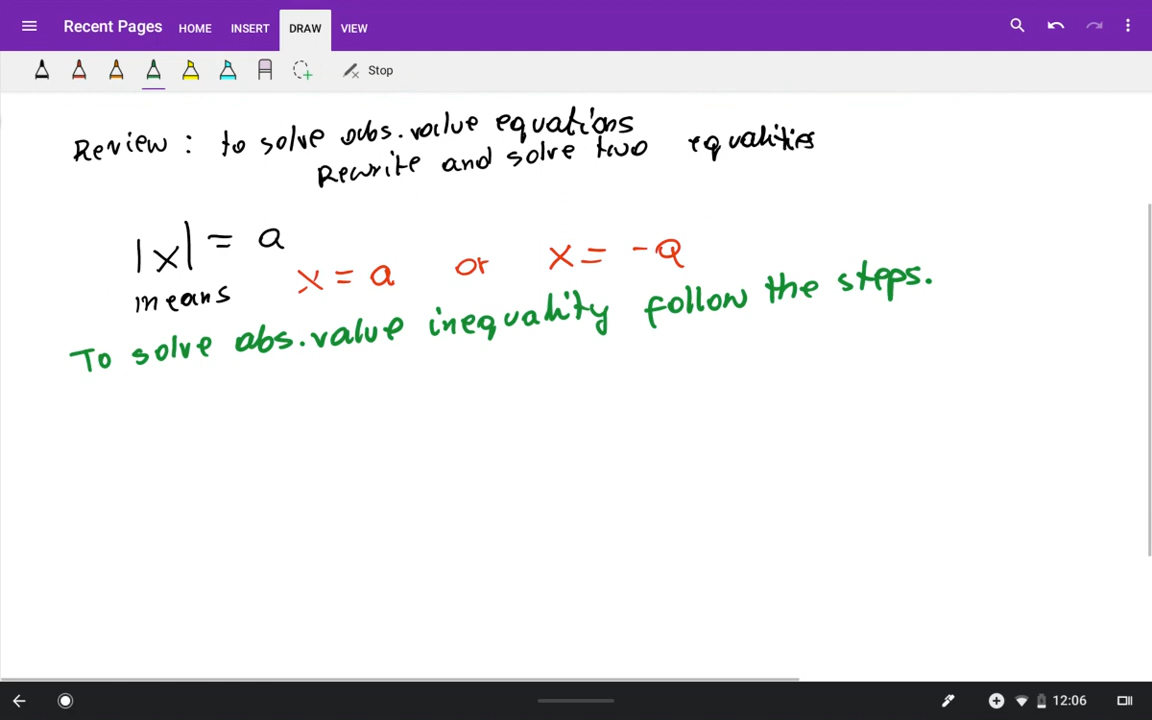 Recent Pages HOME INSERT DRAW VIEW
Stop
Review: to solve abs.value equations
Rewrite and solve two equalities
|x| = a
means x = a or x = -a
To solve abs.value inequality follow the steps.
12:06